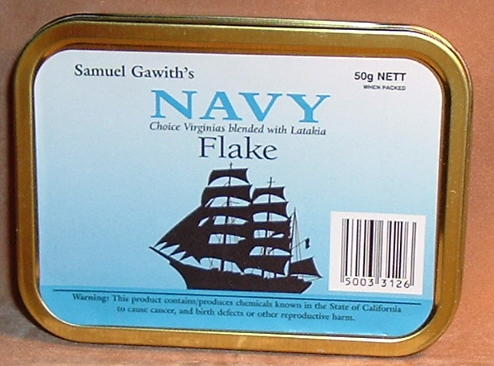 Samuel Gawith's
50g NETT
WHEN PACKED
NAVY
Choice Virginias blended with Latakia
Flake
5003 3126
Warning: This product contains/produces chemicals known in the State of California
to cause cancer, and birth defects or other reproductive harm.